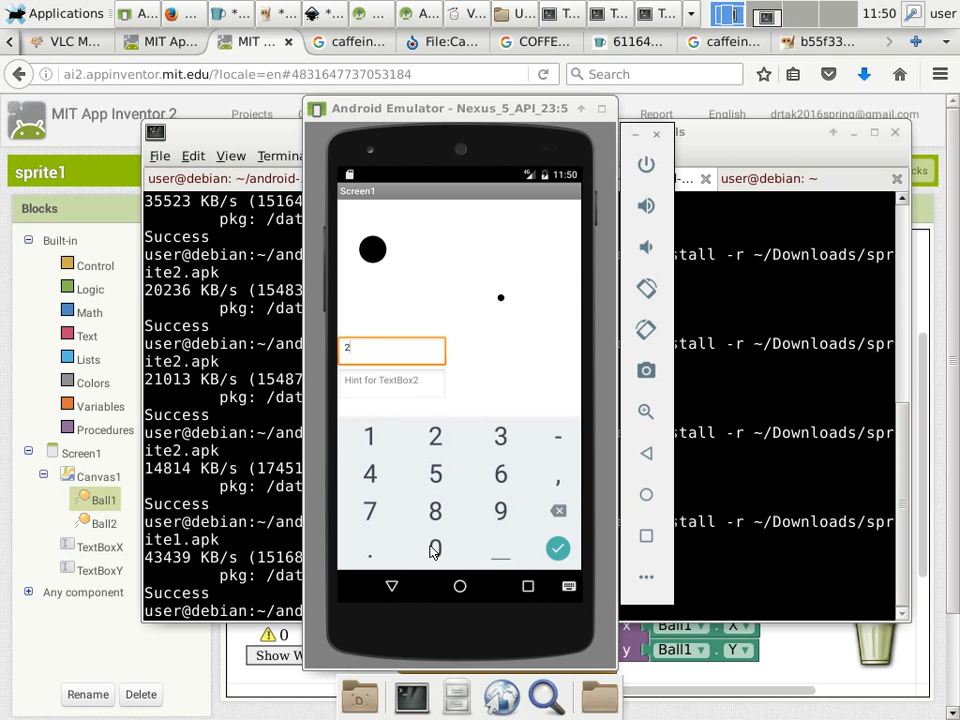 Applications
A...
fi...
*...
*...
A...
A...
V...
U...
T...
T...
T...
11:50
user
VLC M...
MIT Ap...
MIT ...
caffein...
File:Ca...
COFFE...
61164...
caffein...
b55f33...
ai2.appinventor.mit.edu/?locale=en#4831647737053184
Search
MIT App Inventor 2
Projects
Report
English
drtak2016spring@gmail.com
Android Emulator - Nexus_5_API_23:5
sprite1
Blocks
Built-in
Control
Logic
Math
Text
Lists
Colors
Variables
Procedures
Screen1
Canvas1
Ball1
Ball2
TextBoxX
TextBoxY
Any component
Rename
Delete
File Edit View Termin
user@debian: ~/android-
user@debian: ~
35523 KB/s (15164
pkg: /dat
Success
user@debian:~/and
stall -r ~/Downloads/spr
ite2.apk
20236 KB/s (15483
pkg: /dat
Success
user@debian:~/and
stall -r ~/Downloads/spr
ite2.apk
21013 KB/s (15487
pkg: /dat
Success
user@debian:~/and
stall -r ~/Downloads/spr
ite2.apk
14814 KB/s (17451
pkg: /dat
Success
user@debian:~/and
stall -r ~/Downloads/spr
ite1.apk
43439 KB/s (15168
pkg: /dat
Success
user@debian:~/and
11:50
Screen1
2
Hint for TextBox2
1 2 3 -
4 5 6 ,
7 8 9
. 0
0
Show W
x Ball1 . X
y Ball1 . Y